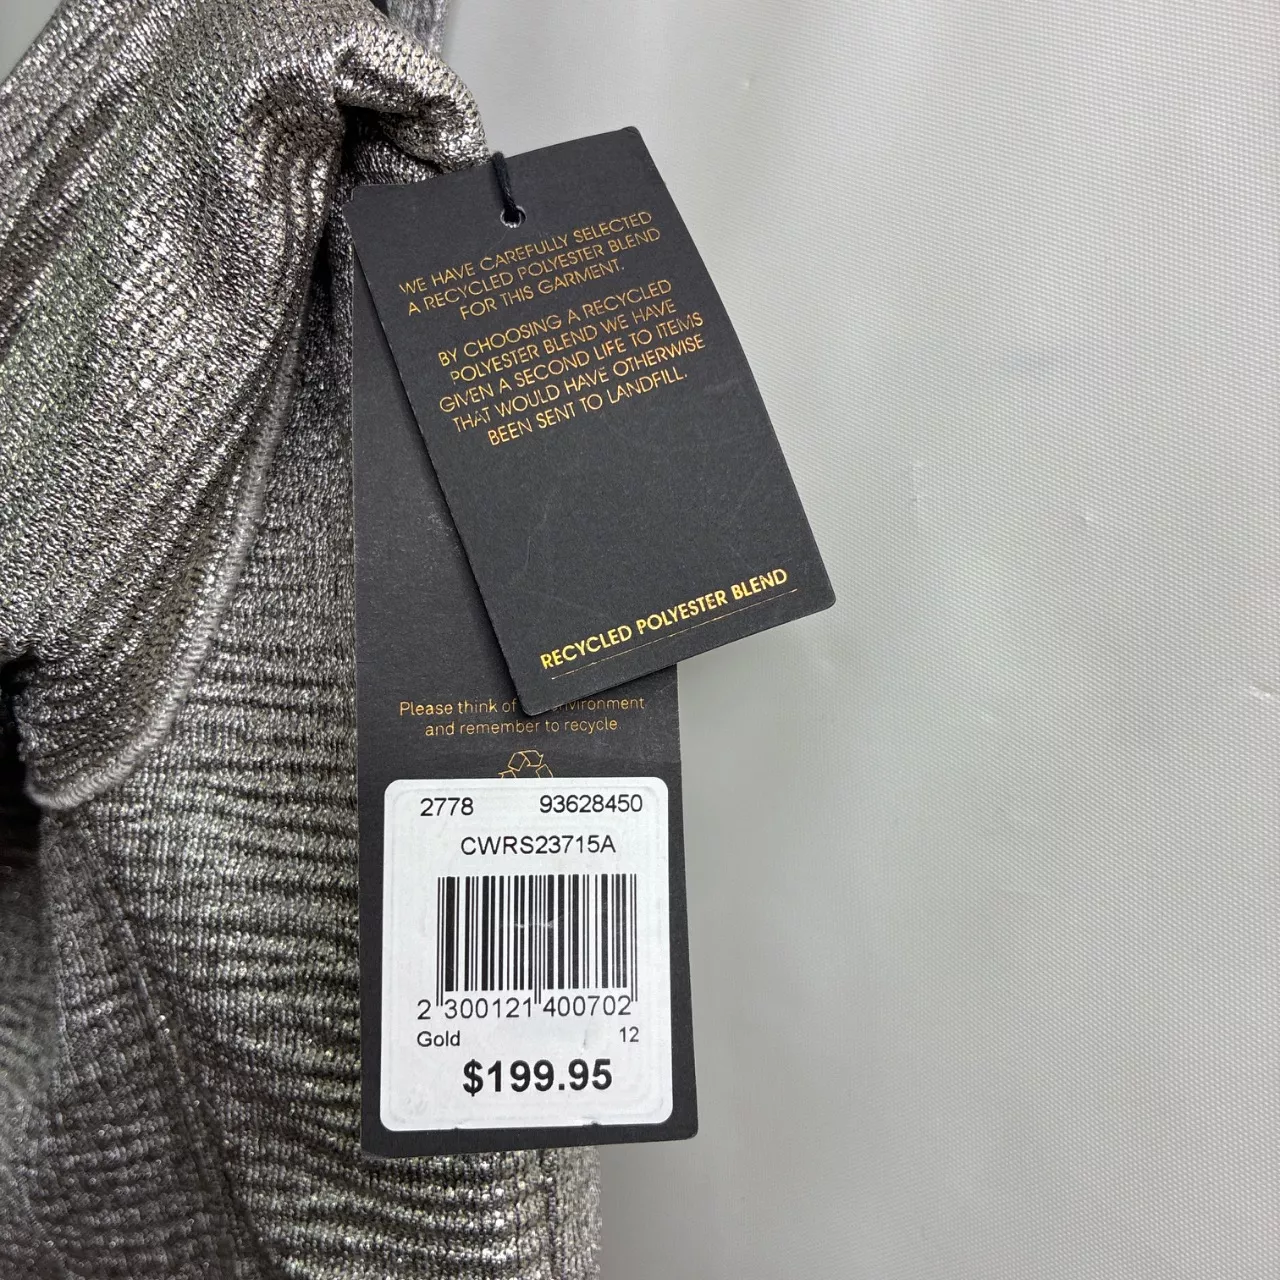 WE HAVE CAREFULLY SELECTED
A RECYCLED POLYESTER BLEND
FOR THIS GARMENT.
BY CHOOSING A RECYCLED
POLYESTER BLEND WE HAVE
GIVEN A SECOND LIFE TO ITEMS
THAT WOULD HAVE OTHERWISE
BEEN SENT TO LANDFILL.
RECYCLED POLYESTER BLEND
Please think of
and remember to recycle
2778 93628450
CWRS23715A
2 300121 400702
Gold 12
$199.95